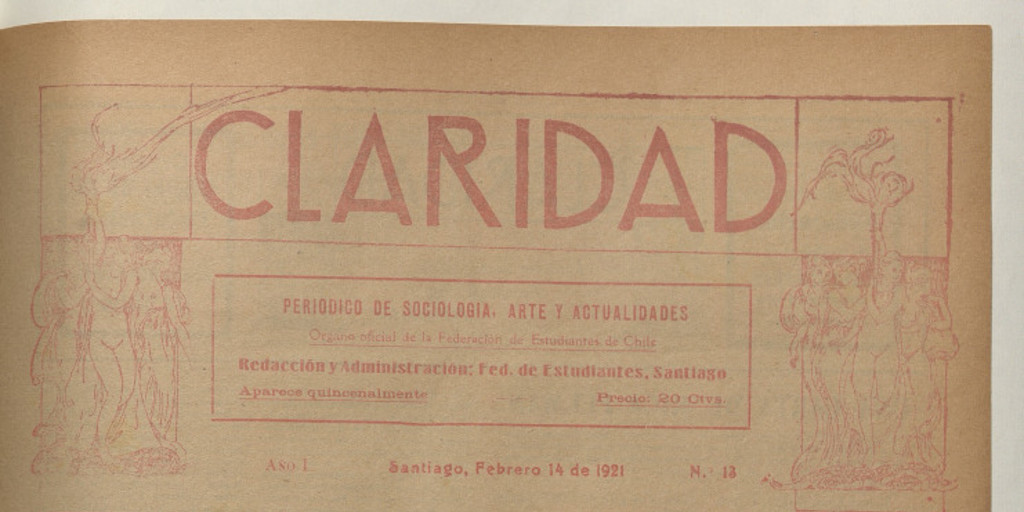 CLARIDAD
PERIODICO DE SOCIOLOGIA, ARTE Y ACTUALIDADES
Organo oficial de la Federación de Estudiantes de Chile
Redacción y Administración: Fed. de Estudiantes, Santiago
Aparece quincenalmente Precio: 20 Ctvs.
Año I Santiago, Febrero 14 de 1921 N.° 13